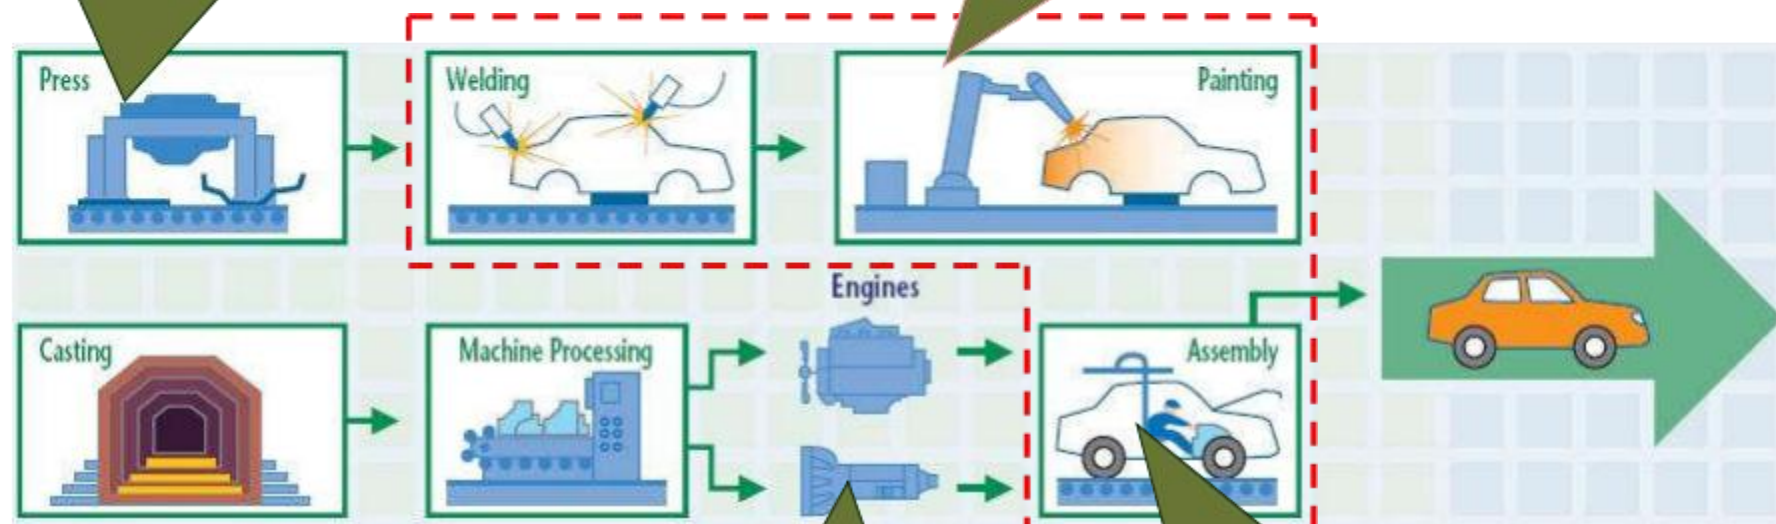 Press
Welding
Painting
Engines
Casting
Machine Processing
Assembly